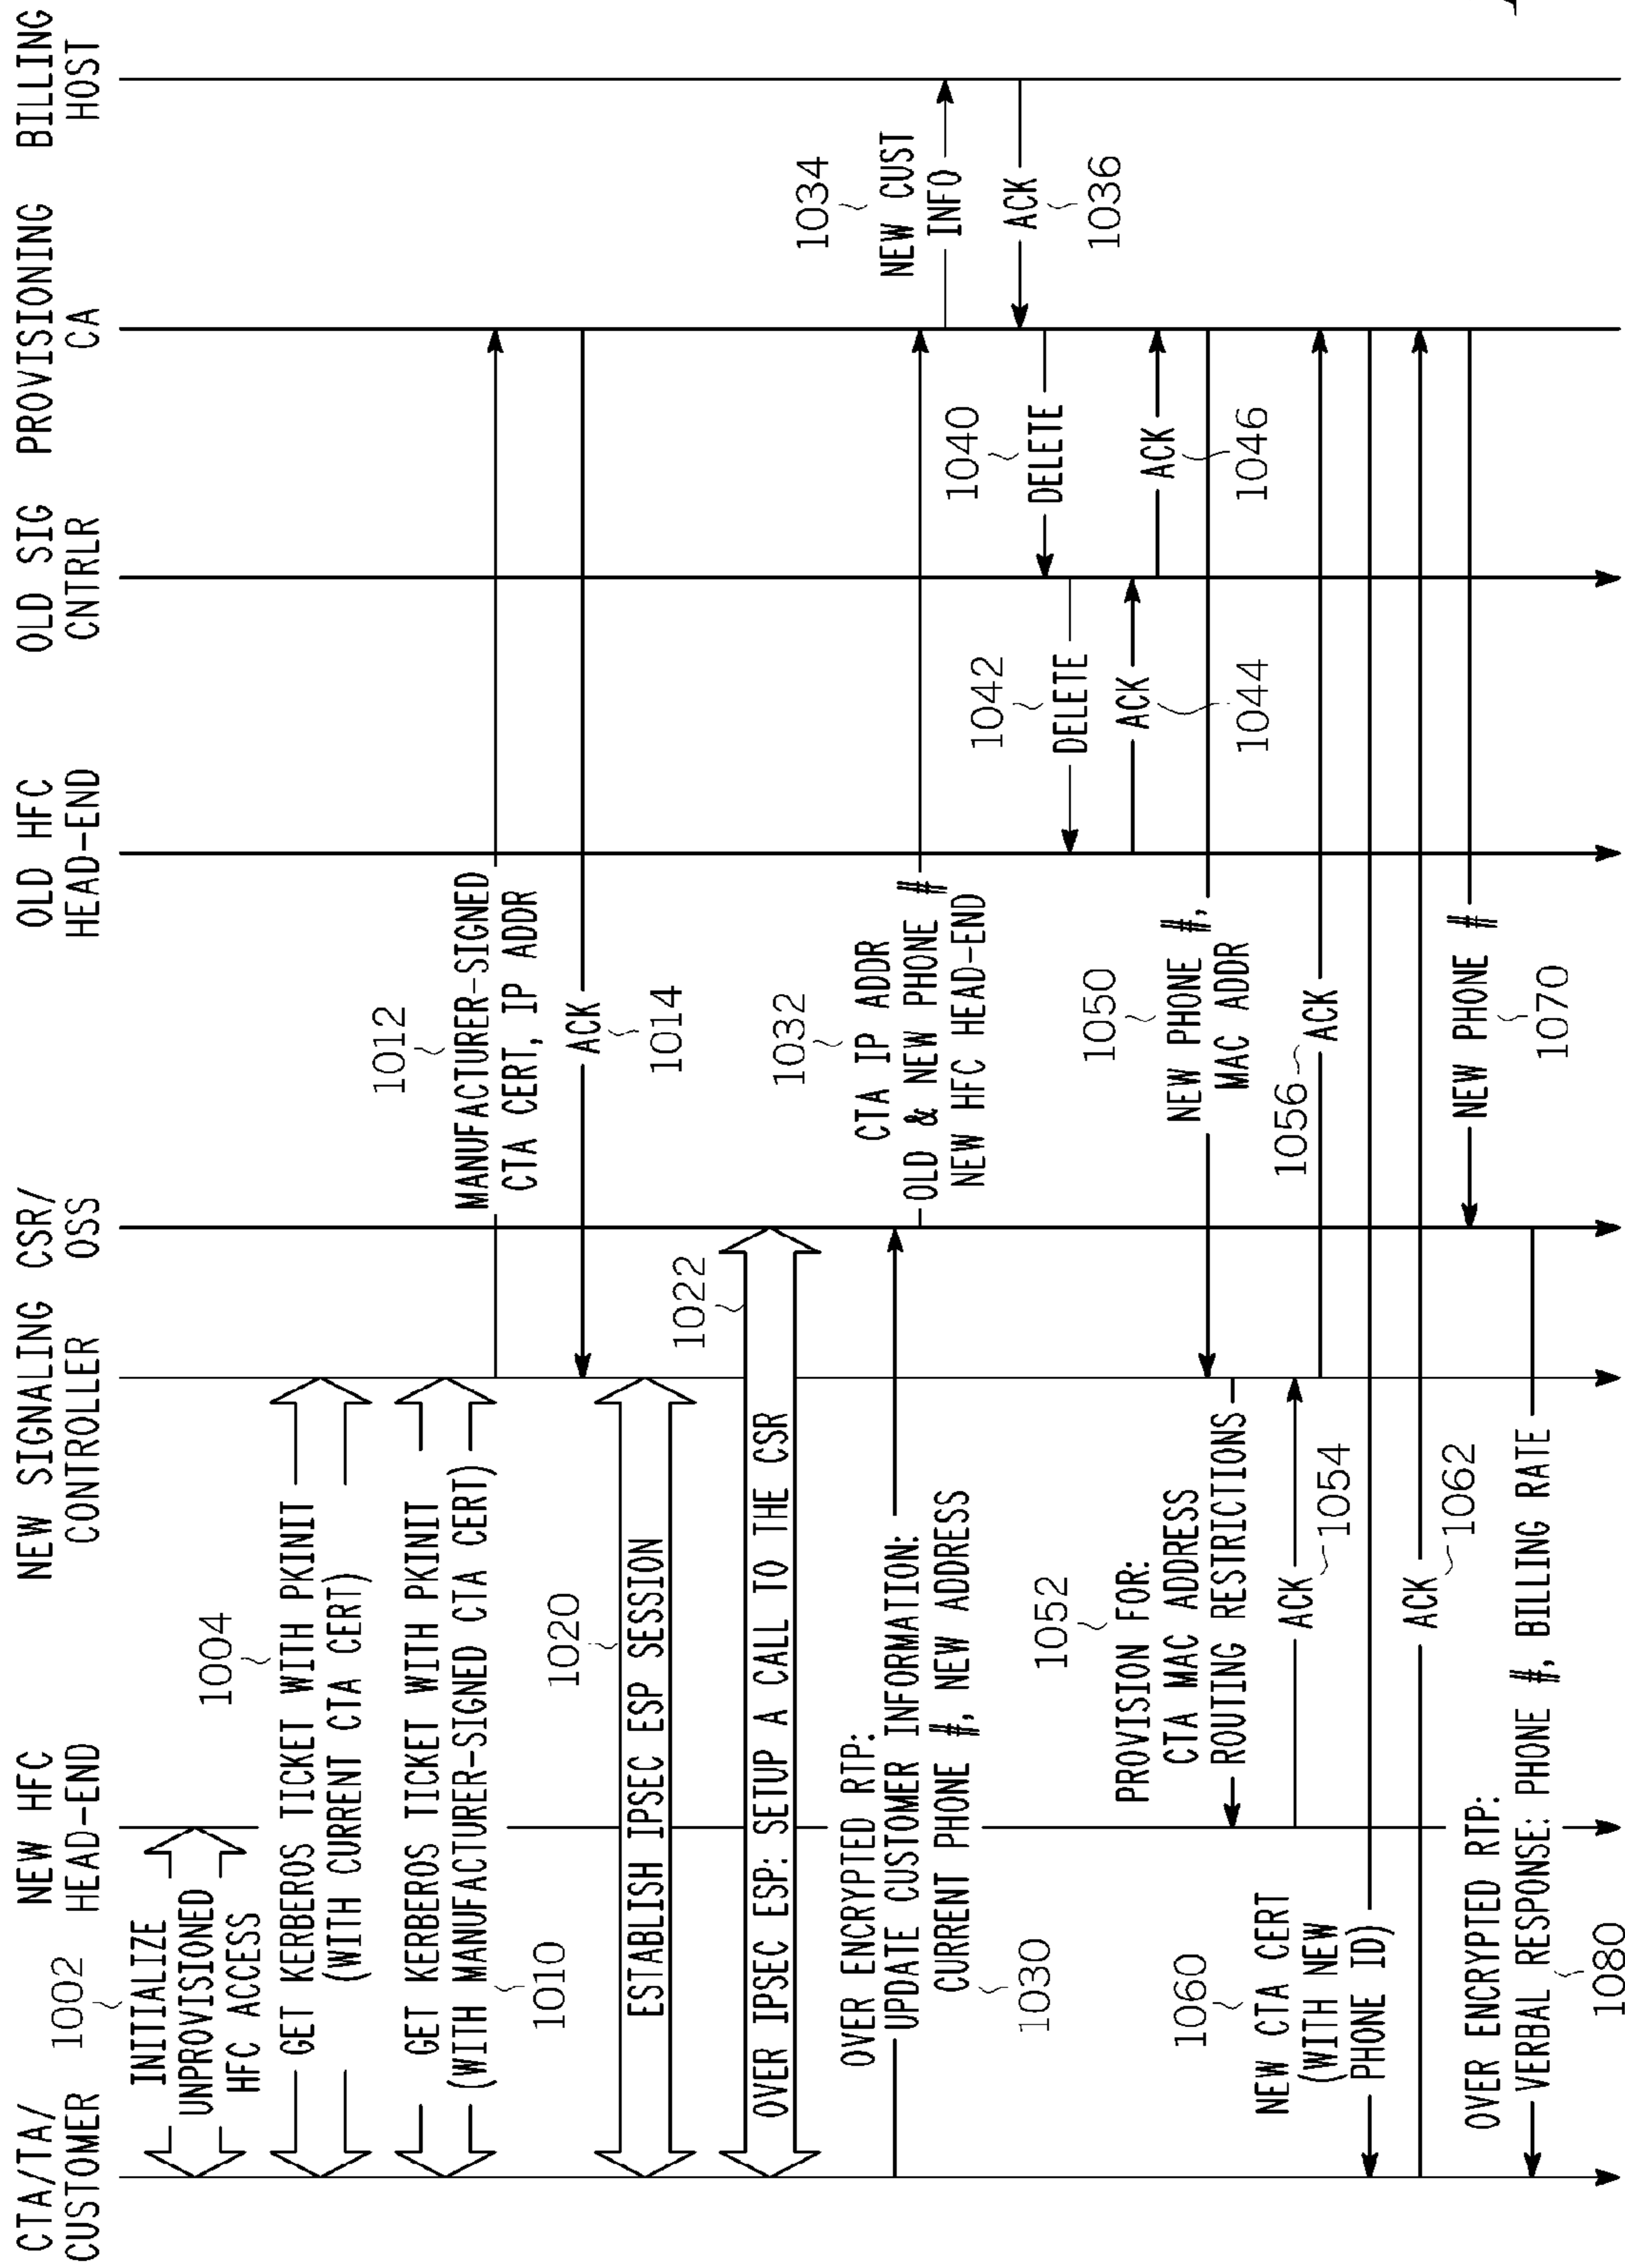 CTA/TA/
CUSTOMER
NEW HFC
HEAD-END
NEW SIGNALING
CONTROLLER
CSR/
OSS
OLD HFC
HEAD-END
OLD SIG
CNTRLR
PROVISIONING
CA
BILLING
HOST
1002
INITIALIZE
UNPROVISIONED
HFC ACCESS
1004
GET KERBEROS TICKET WITH PKINIT
(WITH CURRENT CTA CERT)
GET KERBEROS TICKET WITH PKINIT
(WITH MANUFACTURER-SIGNED CTA CERT)
1010
1012
MANUFACTURER-SIGNED
CTA CERT, IP ADDR
ACK
1014
1020
ESTABLISH IPSEC ESP SESSION
1022
OVER IPSEC ESP: SETUP A CALL TO THE CSR
OVER ENCRYPTED RTP:
UPDATE CUSTOMER INFORMATION:
CURRENT PHONE #, NEW ADDRESS
1030
1032
CTA IP ADDR
OLD & NEW PHONE #
NEW HFC HEAD-END
1034
NEW CUST
INFO
ACK
1036
1040
DELETE
1042
DELETE
ACK
1044
ACK
1046
1050
NEW PHONE #,
MAC ADDR
1052
PROVISION FOR:
CTA MAC ADDRESS
ROUTING RESTRICTIONS
ACK
1054
1056
ACK
1060
NEW CTA CERT
(WITH NEW
PHONE ID)
ACK
1062
NEW PHONE #
1070
OVER ENCRYPTED RTP:
VERBAL RESPONSE: PHONE #, BILLING RATE
1080